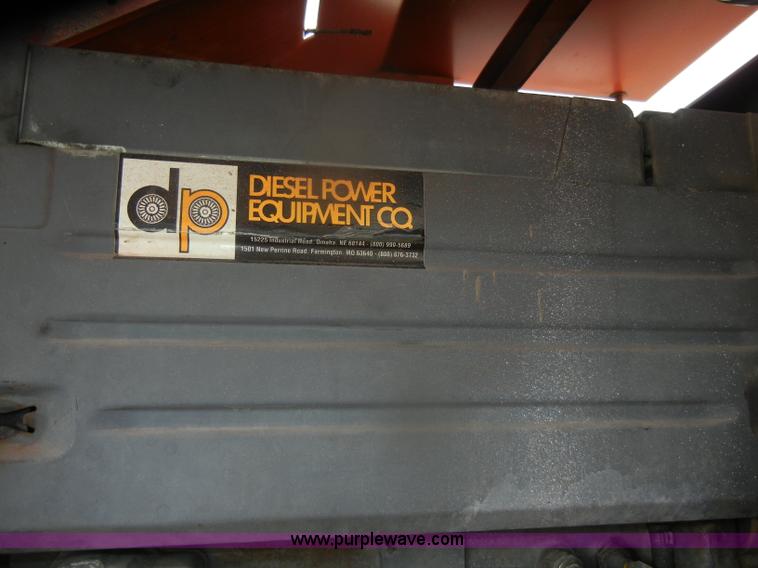 dp
DIESEL POWER
EQUIPMENT CO.
15225 Industrial Road, Omaha, NE 68144 - (800) 999-5689
1501 New Perrine Road, Farmington, MO 63640 - (888) 676-3732
www.purplewave.com